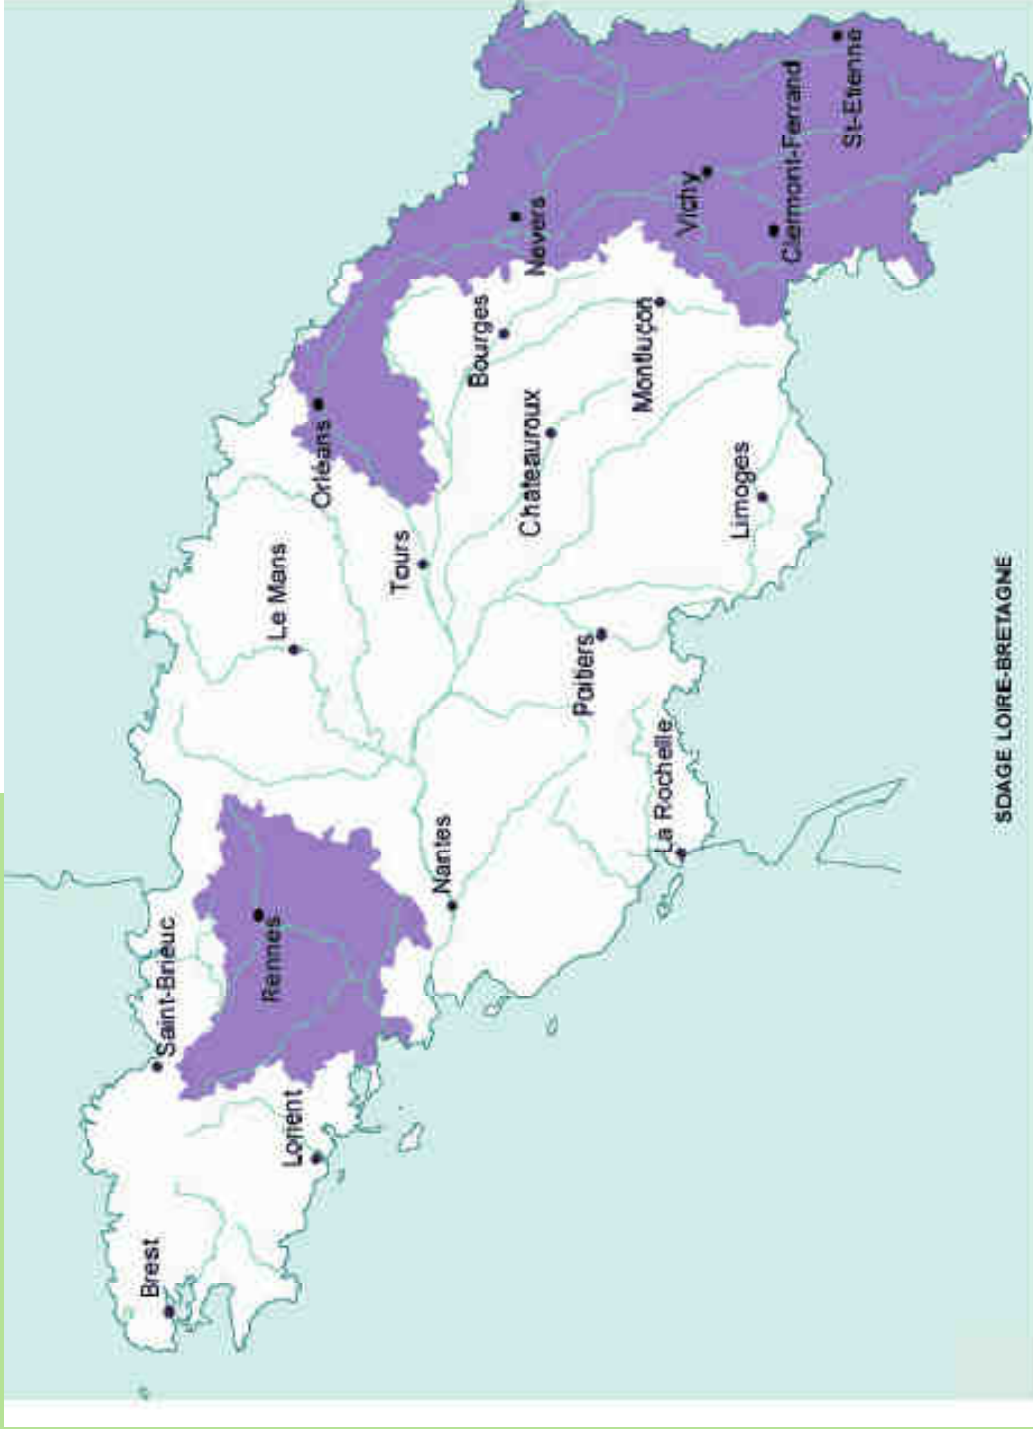 Brest
Saint-Brieuc
Rennes
Le Mans
Lorient
Orléans
Tours
Nantes
Bourges
Chateauroux
Nevers
Poitiers
Montluçon
La Rochelle
Vichy
Limoges
Clermont-Ferrand
St-Etienne
SDAGE LOIRE-BRETAGNE